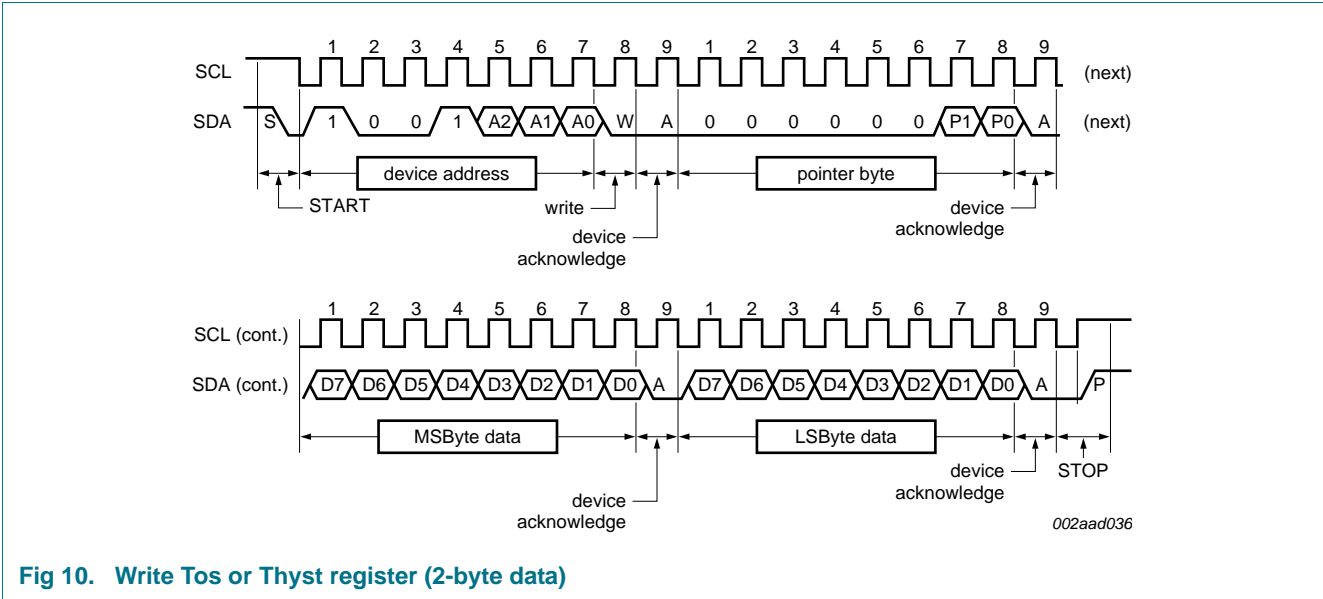 1 2 3 4 5 6 7 8 9 1 2 3 4 5 6 7 8 9
SCL (next)
SDA S 1 0 0 1 A2 A1 A0 W A 0 0 0 0 0 0 P1 P0 A (next)
device address pointer byte
START write device
device acknowledge
acknowledge
1 2 3 4 5 6 7 8 9 1 2 3 4 5 6 7 8 9
SCL (cont.)
SDA (cont.) D7 D6 D5 D4 D3 D2 D1 D0 A D7 D6 D5 D4 D3 D2 D1 D0 A P
MSByte data LSByte data
device STOP
acknowledge
device
acknowledge
002aad036
Fig 10. Write Tos or Thyst register (2-byte data)